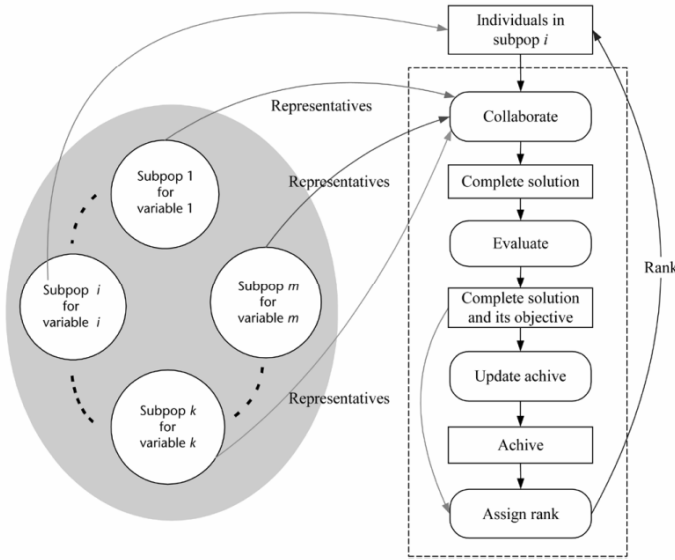 Individuals in
subpop i
Representatives
Collaborate
Subpop 1
for
variable 1
Representatives
Complete solution
Evaluate
Rank
Subpop i
for
variable i
Subpop m
for
variable m
Complete solution
and its objective
Update achive
Representatives
Subpop k
for
variable k
Achive
Assign rank